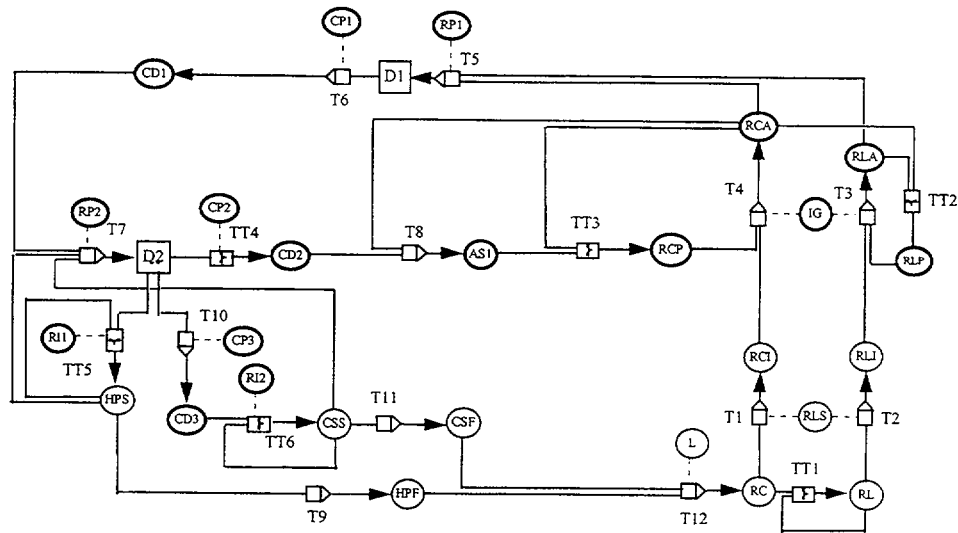 CP1
RP1
T5
CD1
D1
T6
RCA
RLA
T4
T3
TT2
RP2
CP2
T7
TT4
IG
T8
TT3
D2
CD2
AS1
RCP
RLP
T10
RI1
CP3
TT5
RI2
RCI
RLI
HPS
T11
CD3
CSS
CSF
T1
RLS
T2
TT6
L
TT1
HPF
RC
RL
T9
T12